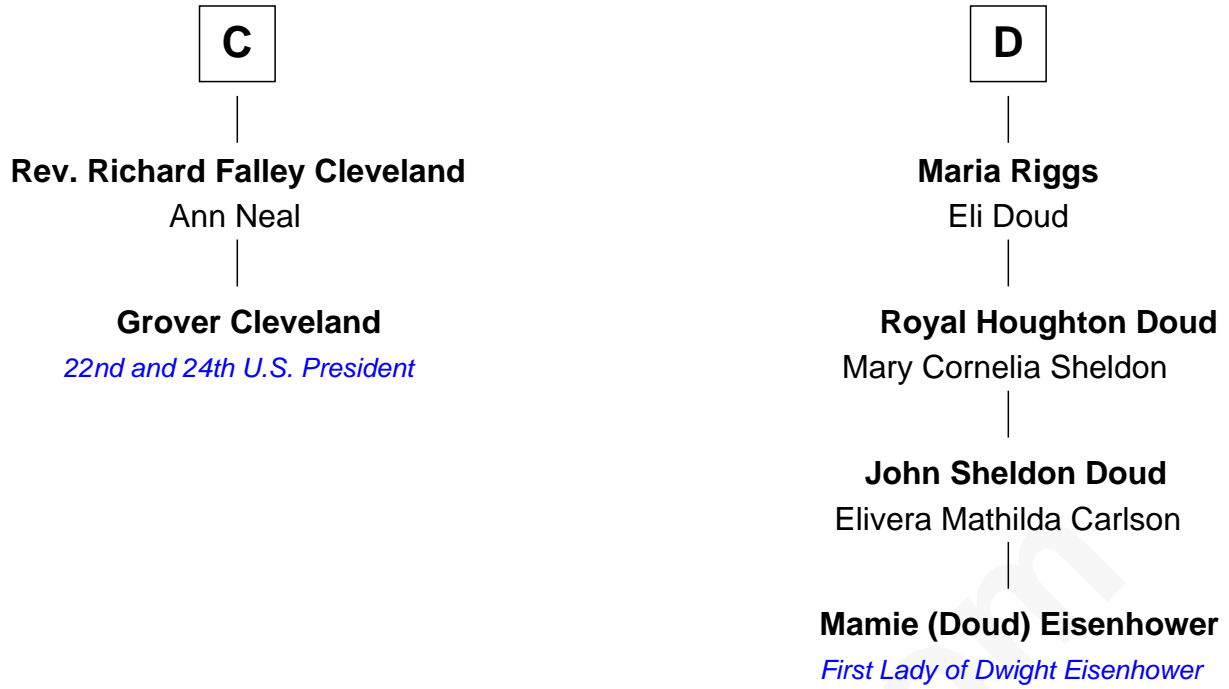 C
Rev. Richard Falley Cleveland
Ann Neal
Grover Cleveland
22nd and 24th U.S. President
D
Maria Riggs
Eli Doud
Royal Houghton Doud
Mary Cornelia Sheldon
John Sheldon Doud
Elivera Mathilda Carlson
Mamie (Doud) Eisenhower
First Lady of Dwight Eisenhower